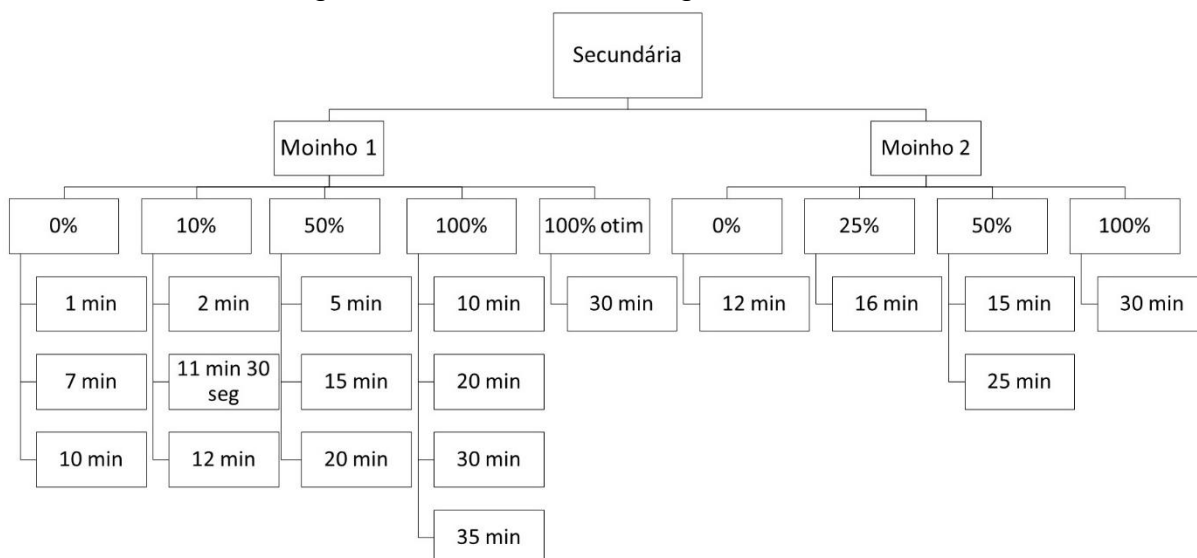 Secundária
Moinho 1
Moinho 2
0%
10%
50%
100%
100% otim
0%
25%
50%
100%
1 min
2 min
5 min
10 min
30 min
12 min
16 min
15 min
30 min
7 min
11 min 30
seg
15 min
20 min
25 min
10 min
12 min
20 min
30 min
35 min